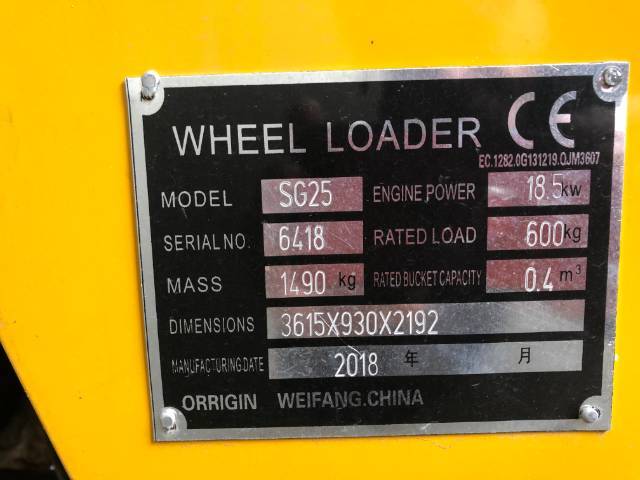 WHEEL LOADER CE
EC.1282.0G131219.OJM3607
MODEL SG25 ENGINE POWER 18.5kw
SERIAL NO. 6418 RATED LOAD 600kg
MASS 1490 kg RATED BUCKET CAPACITY 0.4 m³
DIMENSIONS 3615X930X2192
MANUFACTURING DATE 2018 年 月
ORRIGIN WEIFANG.CHINA